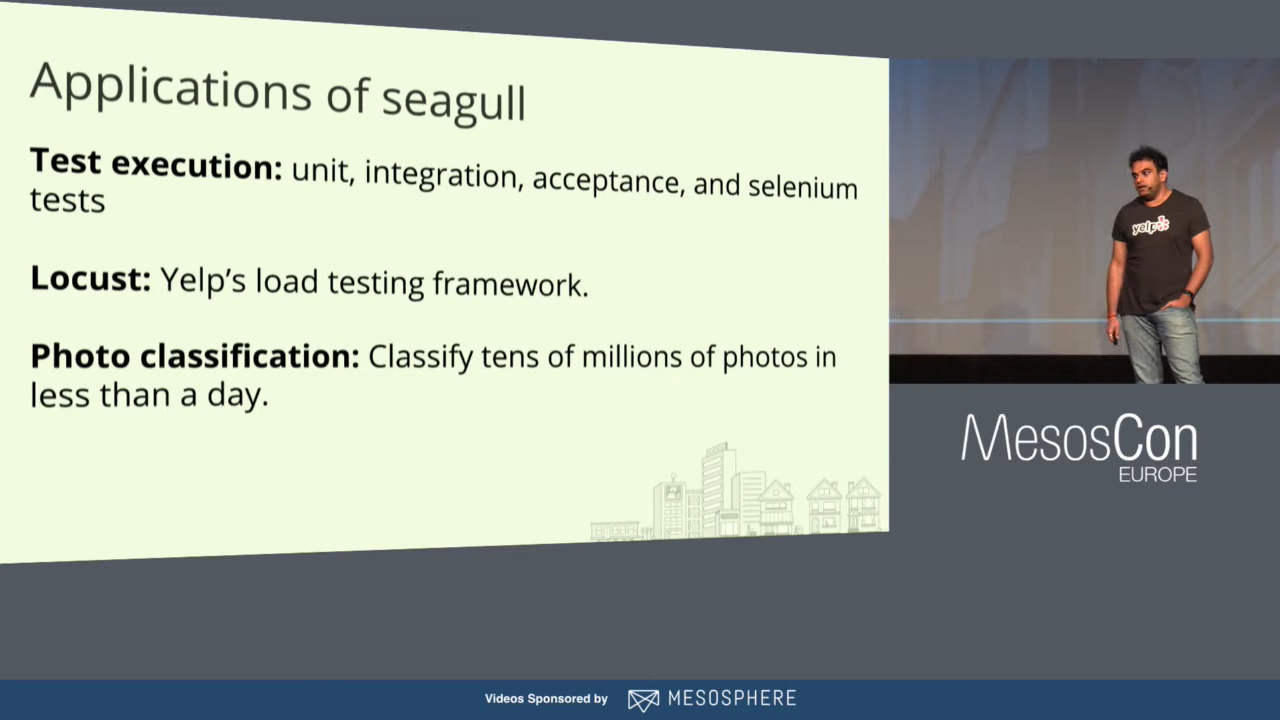 Applications of seagull
Test execution: unit, integration, acceptance, and selenium
tests
Locust: Yelp's load testing framework.
Photo classification: Classify tens of millions of photos in
less than a day.
yelp
MesosCon
EUROPE
Videos Sponsored by MESOSPHERE